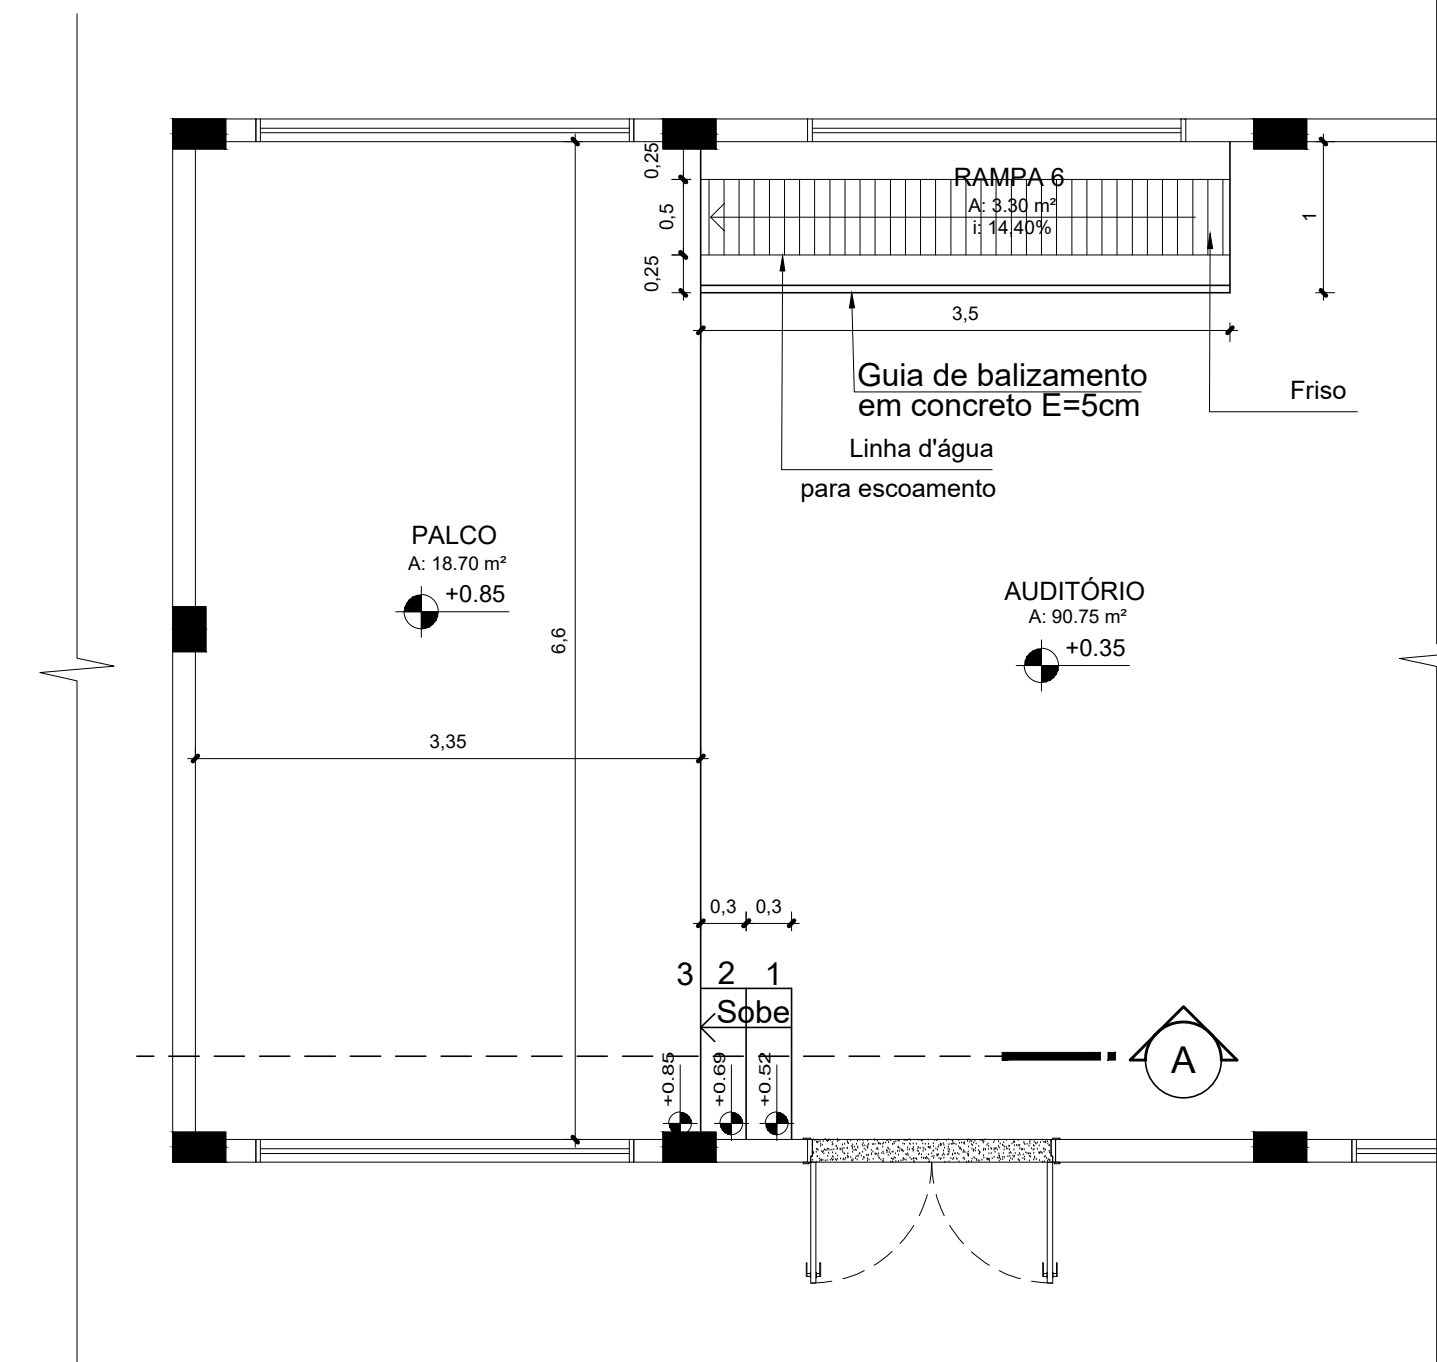 0,25
RAMPA 6
A: 3.30 m²
i: 14,40%
0,5
1
0,25
3,5
Guia de balizamento
em concreto E=5cm
Friso
Linha d'água
para escoamento
PALCO
A: 18.70 m²
+0.85
AUDITÓRIO
A: 90.75 m²
+0.35
6,6
3,35
0,3 0,3
3 2 1
Sobe
+0.85 +0.69 +0.52
A